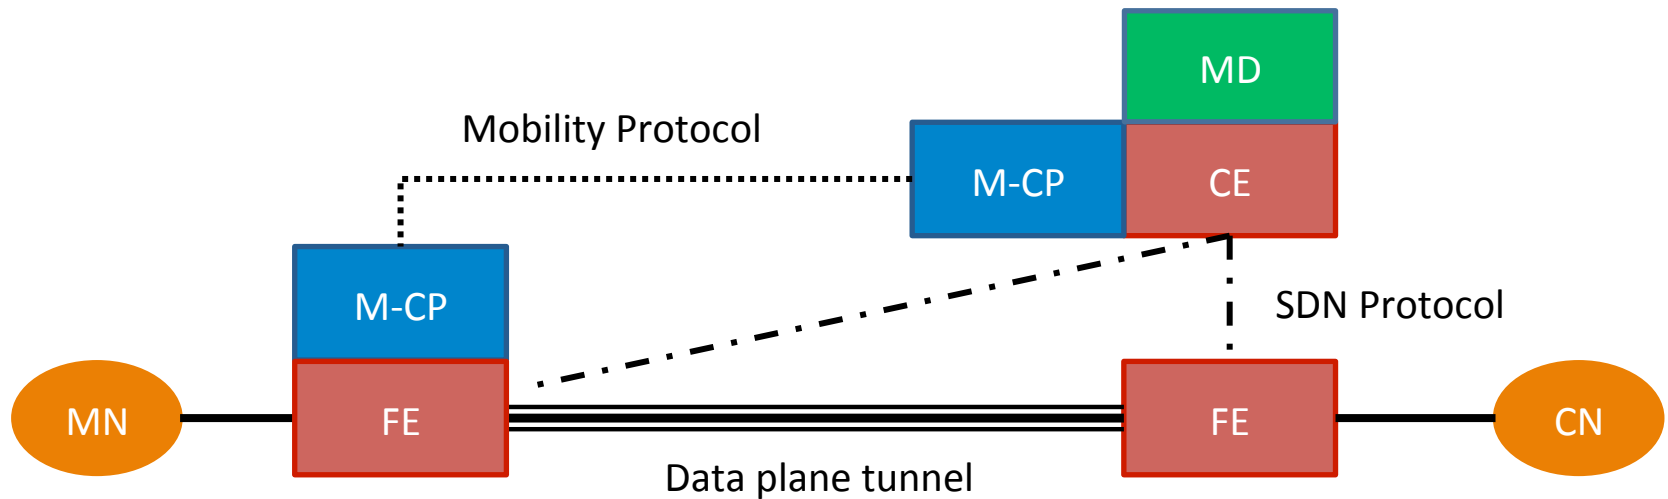 MD
Mobility Protocol
M-CP
CE
M-CP
SDN Protocol
MN
FE
FE
CN
Data plane tunnel